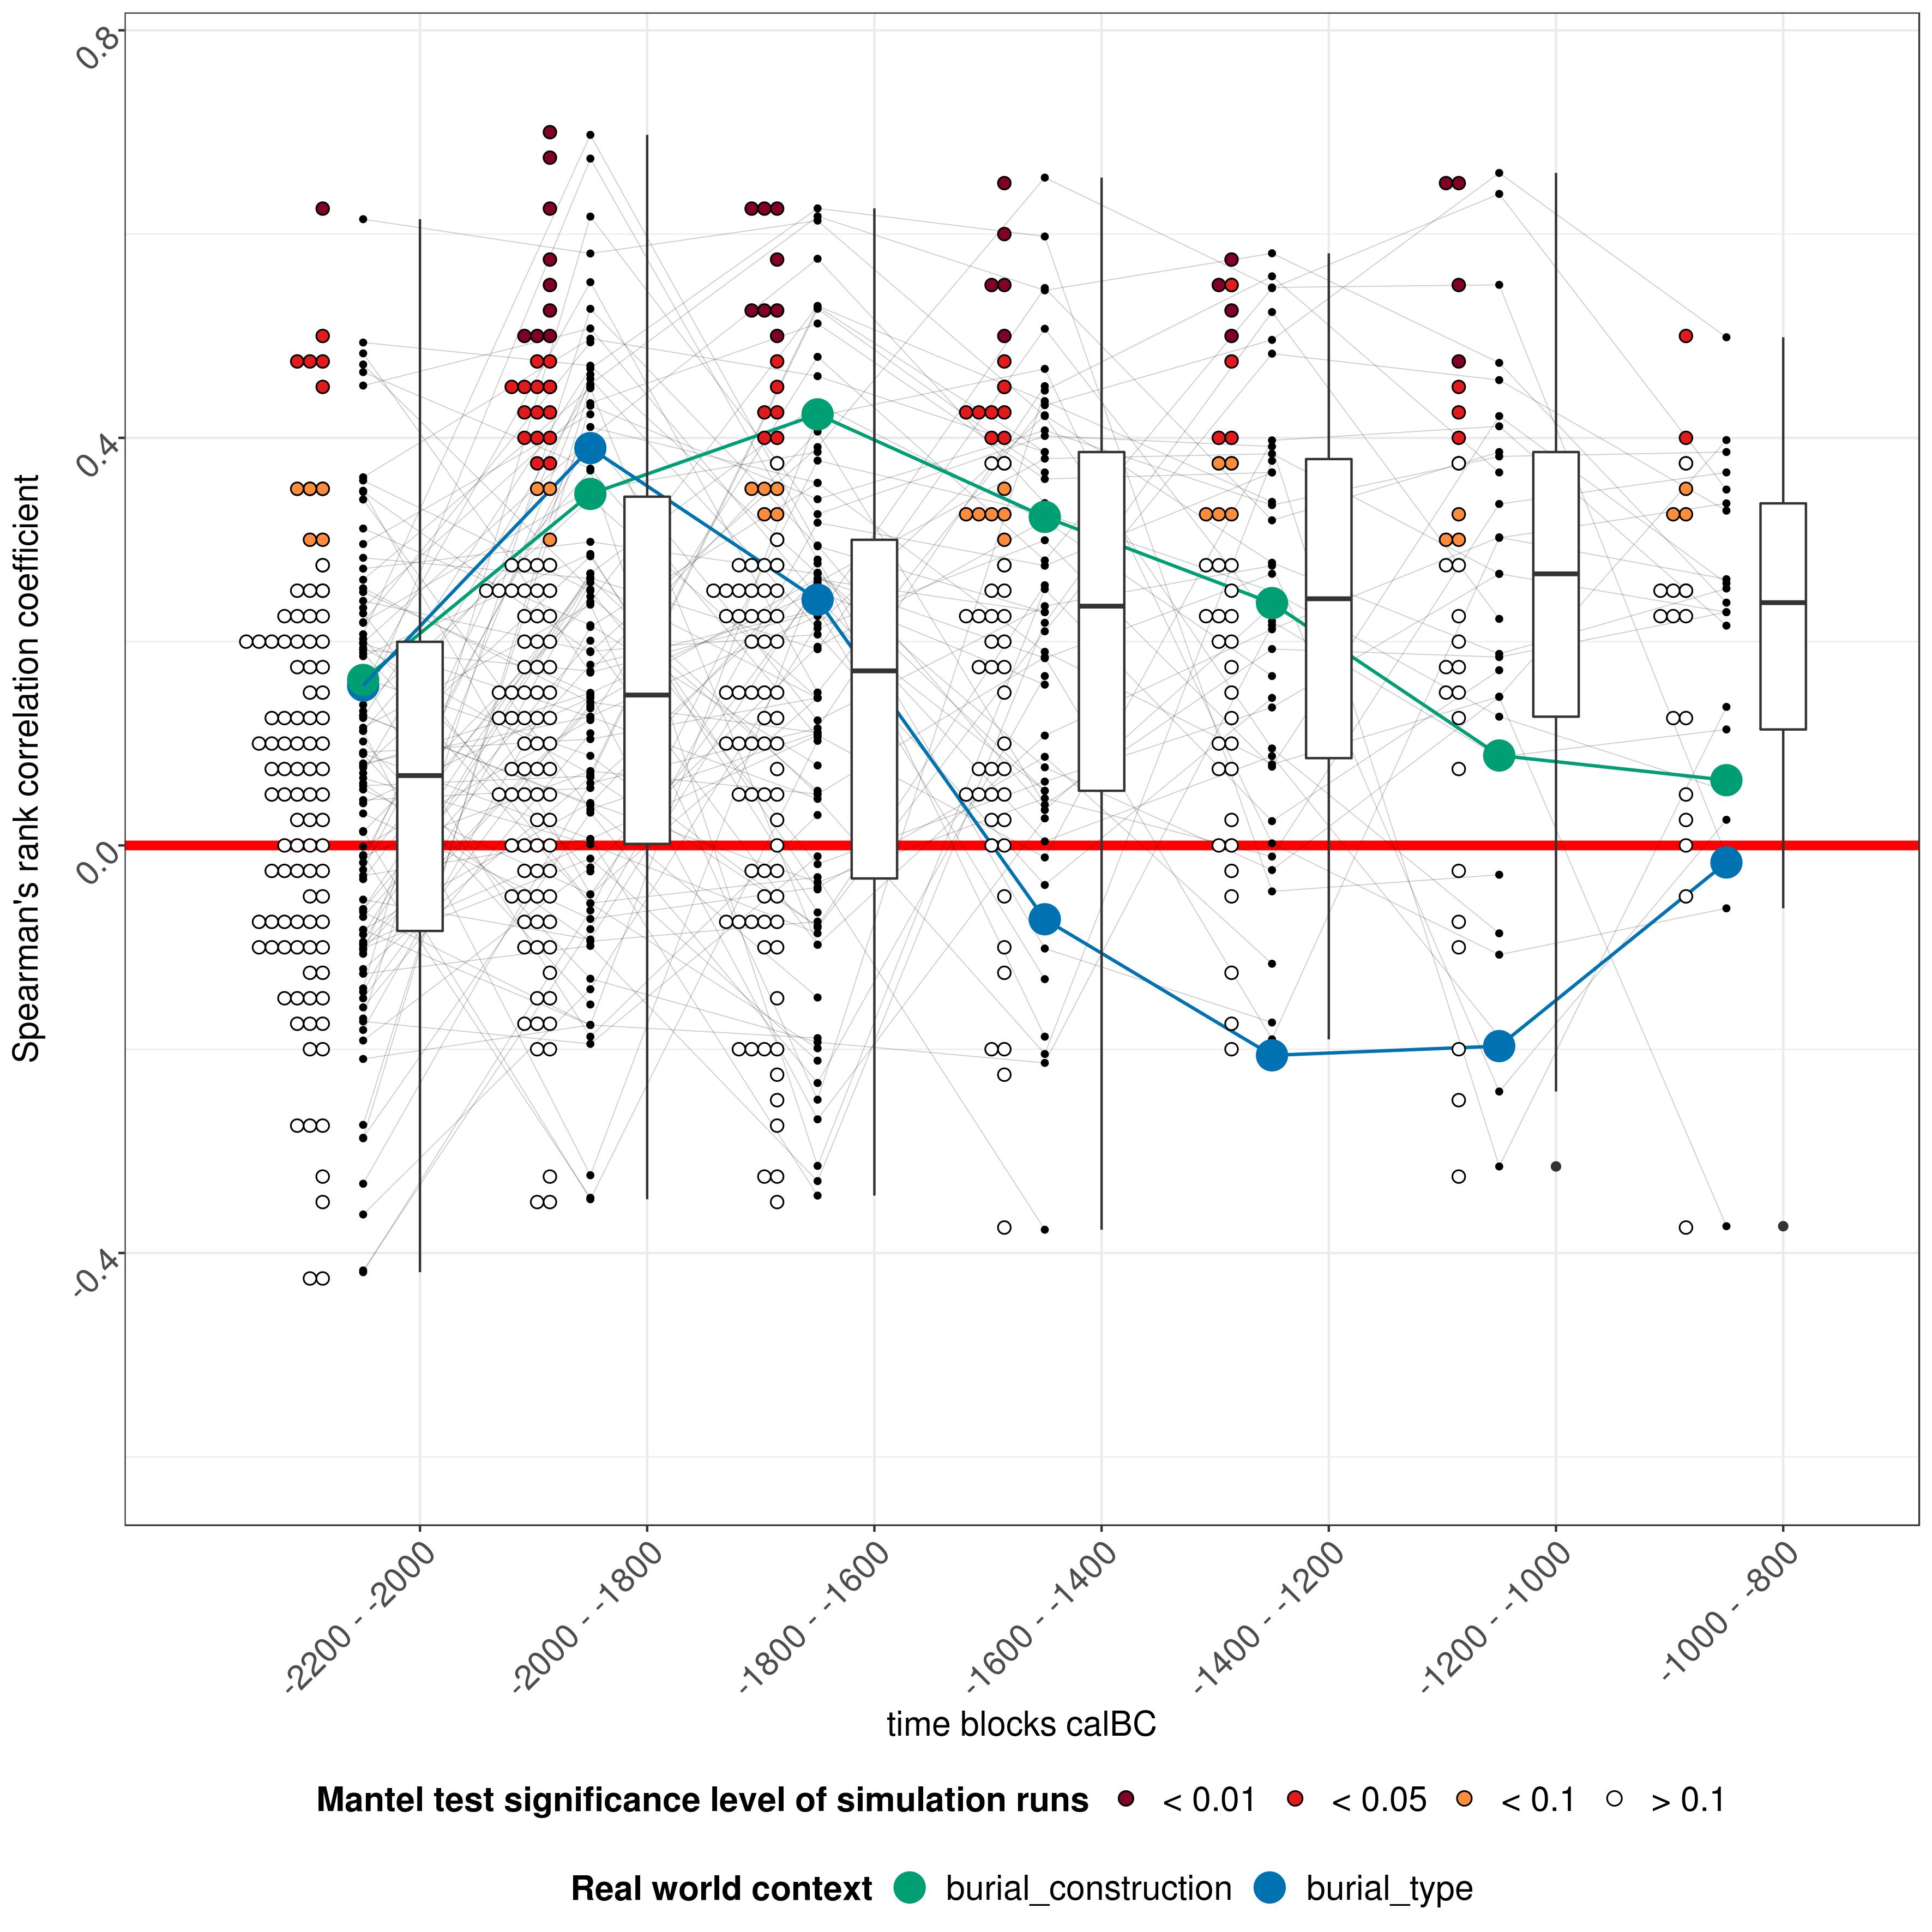 Spearman's rank correlation coefficient
0.8
0.4
0.0
-0.4
-2200 - -2000
-2000 - -1800
-1800 - -1600
-1600 - -1400
-1400 - -1200
-1200 - -1000
-1000 - -800
time blocks calBC
Mantel test significance level of simulation runs < 0.01 < 0.05 < 0.1 > 0.1
Real world context burial_construction burial_type